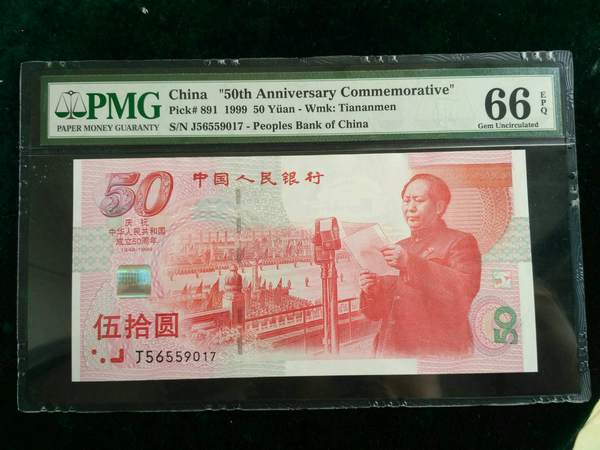 PMG
PAPER MONEY GUARANTY
China "50th Anniversary Commemorative"
Pick# 891 1999 50 Yüan - Wmk: Tiananmen
S/N J56559017 - Peoples Bank of China
66 EPQ
Gem Uncirculated
50
中国人民银行
庆祝
中华人民共和国
成立50周年
1949-1999
伍拾圆
J56559017
50